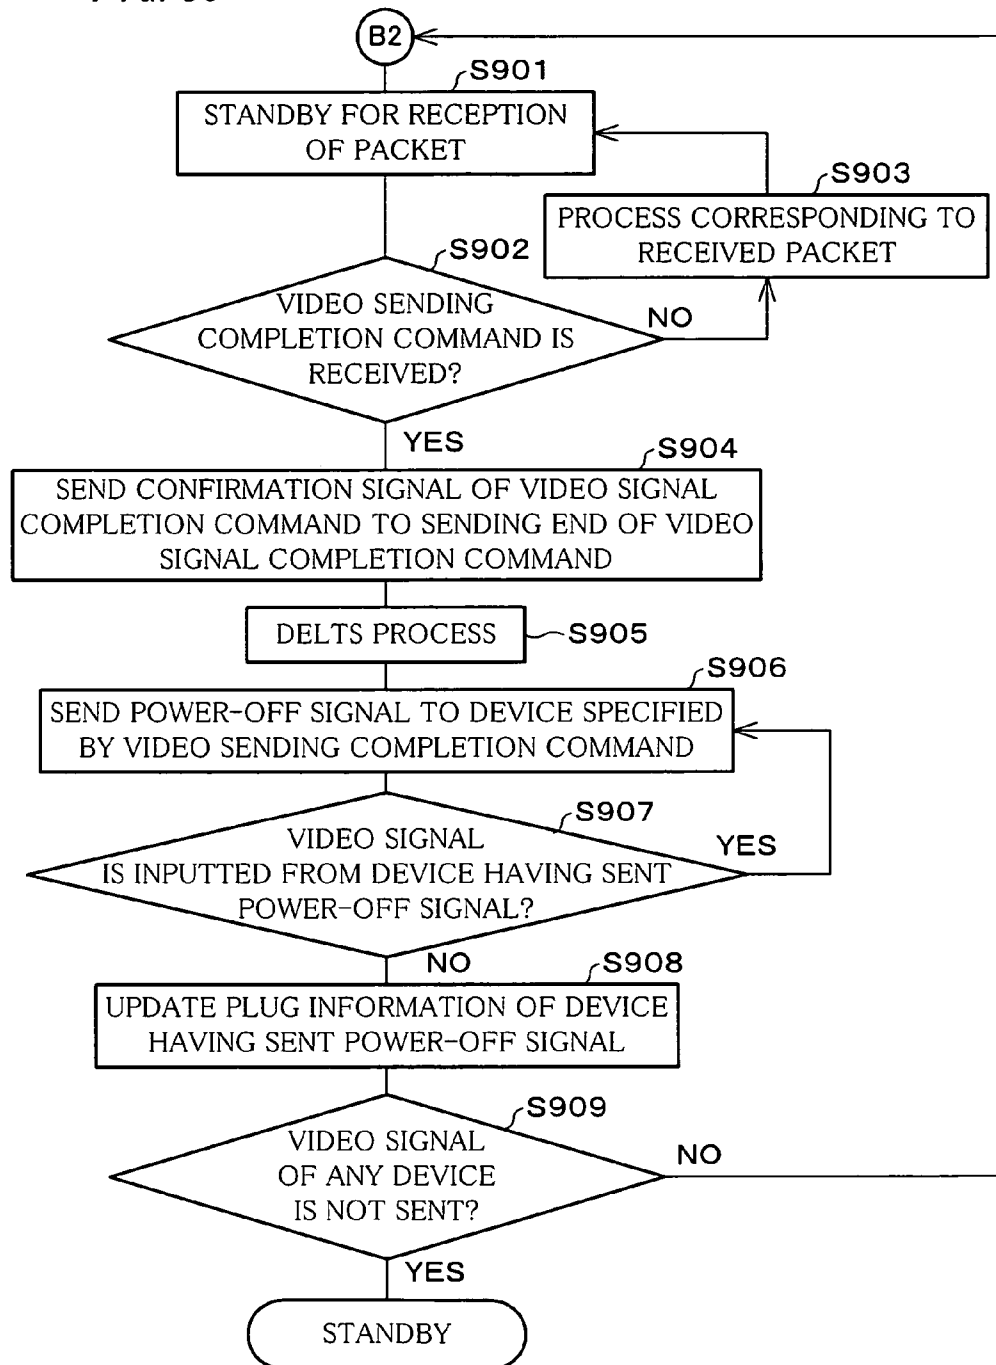 B2
S901
STANDBY FOR RECEPTION
OF PACKET
S903
PROCESS CORRESPONDING TO
RECEIVED PACKET
S902
VIDEO SENDING
COMPLETION COMMAND IS
RECEIVED?
NO
YES
S904
SEND CONFIRMATION SIGNAL OF VIDEO SIGNAL
COMPLETION COMMAND TO SENDING END OF VIDEO
SIGNAL COMPLETION COMMAND
DELTS PROCESS
S905
S906
SEND POWER-OFF SIGNAL TO DEVICE SPECIFIED
BY VIDEO SENDING COMPLETION COMMAND
S907
VIDEO SIGNAL
IS INPUTTED FROM DEVICE HAVING SENT
POWER-OFF SIGNAL?
YES
NO
S908
UPDATE PLUG INFORMATION OF DEVICE
HAVING SENT POWER-OFF SIGNAL
S909
VIDEO SIGNAL
OF ANY DEVICE
IS NOT SENT?
NO
YES
STANDBY